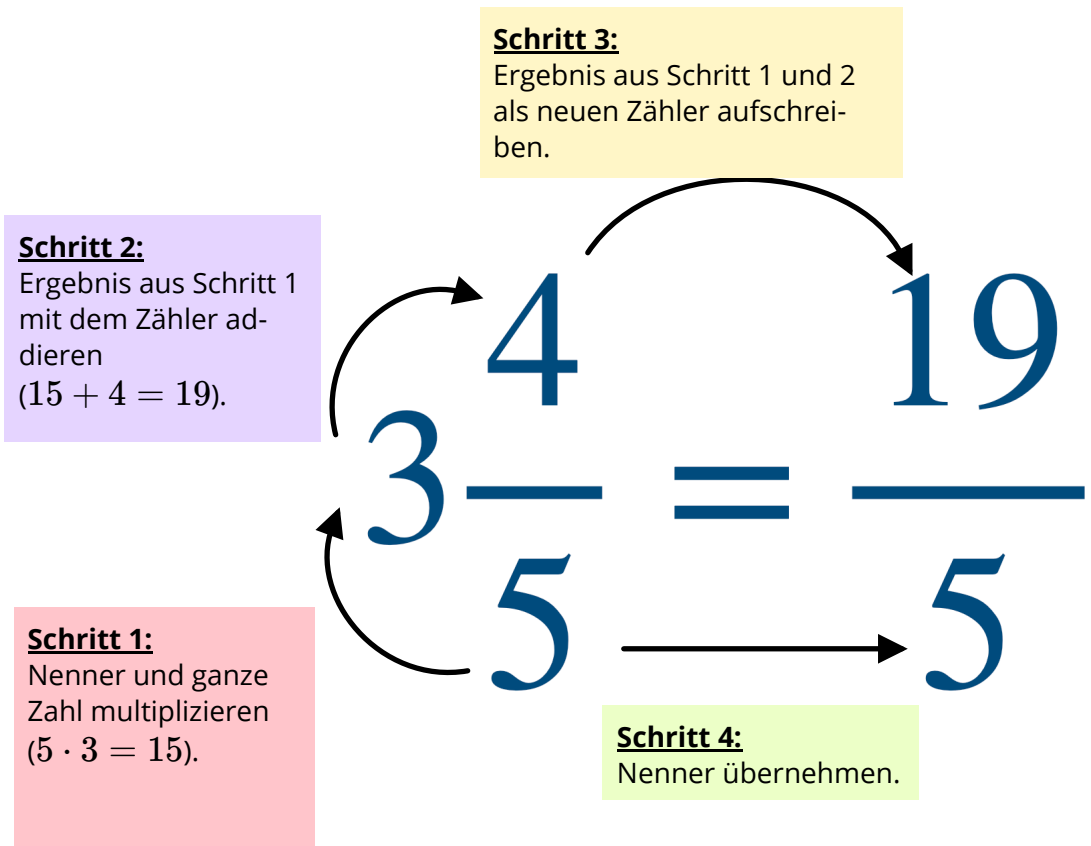 Schritt 3:
Ergebnis aus Schritt 1 und 2
als neuen Zähler aufschrei-
ben.
Schritt 2:
Ergebnis aus Schritt 1
mit dem Zähler ad-
dieren
(15 + 4 = 19).
4
19
3
=
5
5
Schritt 1:
Nenner und ganze
Zahl multiplizieren
(5 · 3 = 15).
Schritt 4:
Nenner übernehmen.